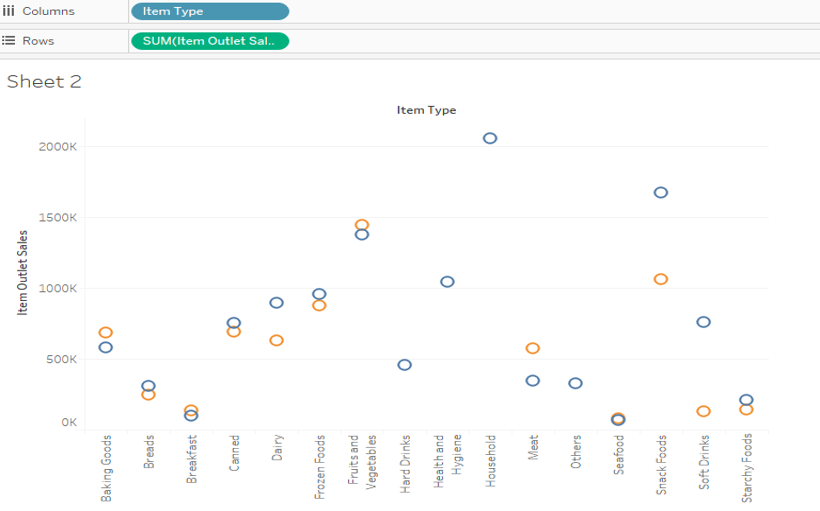 Columns
Item Type
Rows
SUM(Item Outlet Sal..
Sheet 2
Item Type
2000K
1500K
1000K
500K
0K
Item Outlet Sales
Baking Goods
Breads
Breakfast
Canned
Dairy
Frozen Foods
Fruits and
Vegetables
Hard Drinks
Health and
Hygiene
Household
Meat
Others
Seafood
Snack Foods
Soft Drinks
Starchy Foods